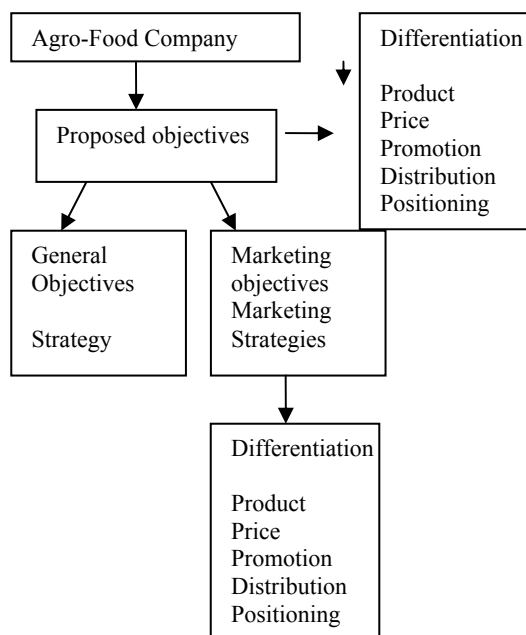 Agro-Food Company
Proposed objectives
Differentiation
Product
Price
Promotion
Distribution
Positioning
General
Objectives
Strategy
Marketing
objectives
Marketing
Strategies
Differentiation
Product
Price
Promotion
Distribution
Positioning